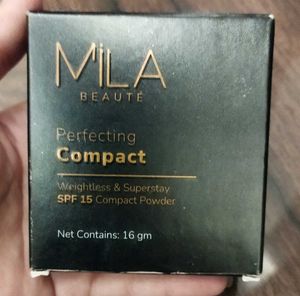 MiLA
BEAUTÉ
Perfecting
Compact
Weightless & Superstay
SPF 15 Compact Powder
Net Contains: 16 gm